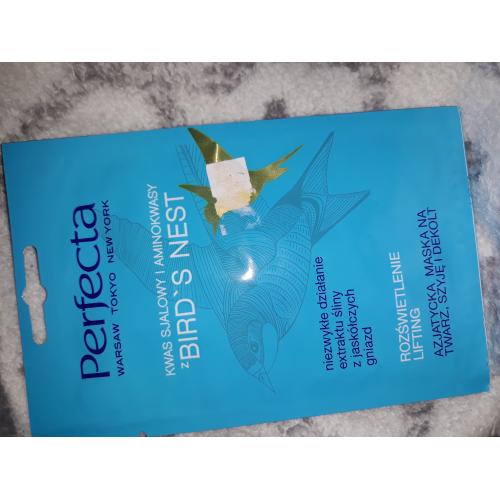 Perfecta
WARSAW TOKYO NEW YORK
KWAS SJALOWY I AMINOKWASY
z BIRD`S NEST
niezwykłe działanie
extraktu śliny
z jaskółczych
gniazd
ROZŚWIETLENIE
LIFTING
AZJATYCKA MASKA NA
TWARZ, SZYJĘ I DEKOLT